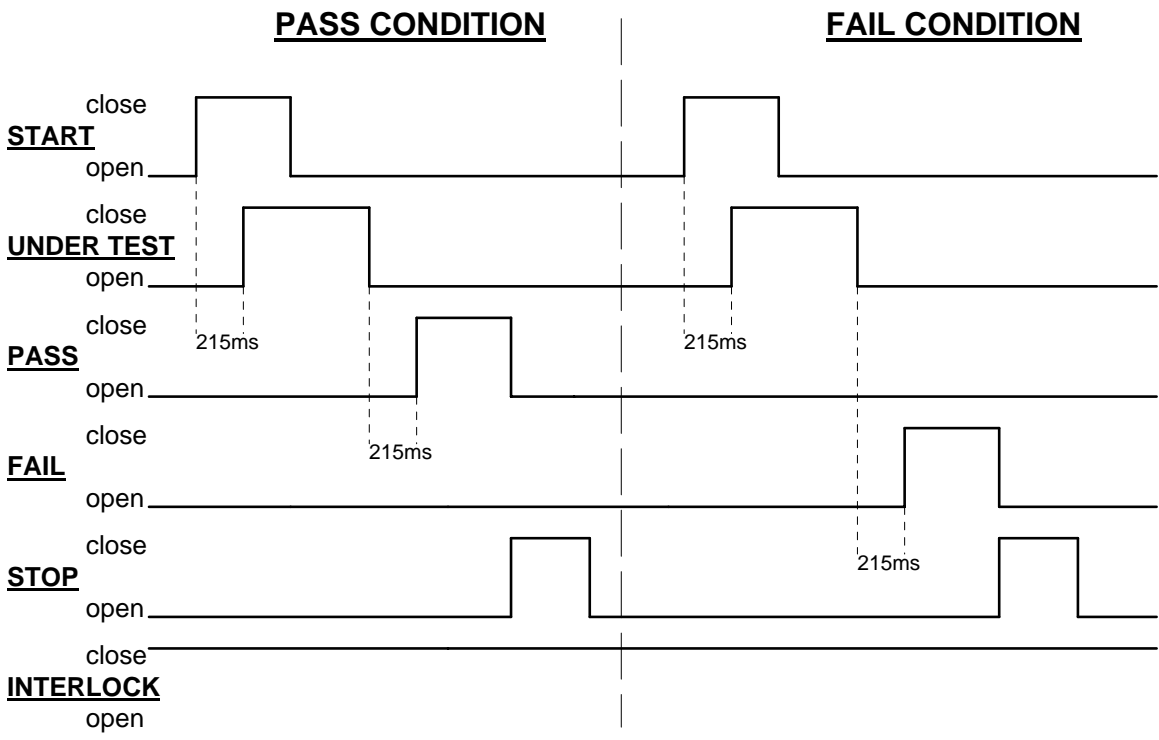 PASS CONDITION
FAIL CONDITION
close
START
open
close
UNDER TEST
open
close
215ms
215ms
PASS
open
close
215ms
FAIL
open
close
215ms
STOP
open
close
INTERLOCK
open